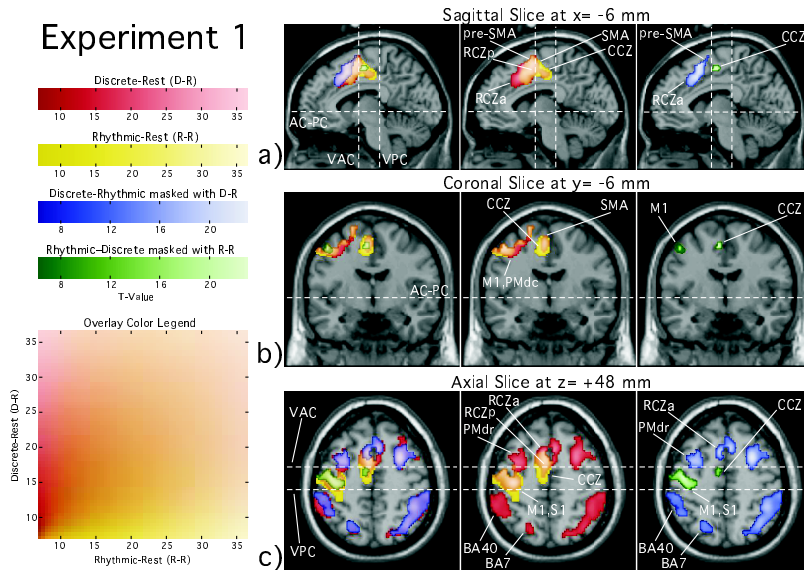 Experiment 1
Discrete-Rest (D-R)
10 15 20 25 30 35
Rhythmic-Rest (R-R)
10 15 20 25 30 35
Discrete-Rhythmic masked with D-R
8 12 16 20
Rhythmic-Discrete masked with R-R
8 12 16 20
T-Value
Overlay Color Legend
Discrete-Rest (D-R)
35
30
25
20
15
10
10 15 20 25 30 35
Rhythmic-Rest (R-R)
Sagittal Slice at x= -6 mm
AC-PC
VAC
VPC
pre-SMA
RCZp
RCZa
SMA
CCZ
pre-SMA
RCZa
CCZ
a)
Coronal Slice at y= -6 mm
AC-PC
CCZ
SMA
M1,PMdc
M1
CCZ
b)
Axial Slice at z= +48 mm
VAC
VPC
RCZa
RCZp
PMdr
CCZ
M1,S1
BA40
BA7
RCZa
PMdr
CCZ
M1,S1
BA40
BA7
c)